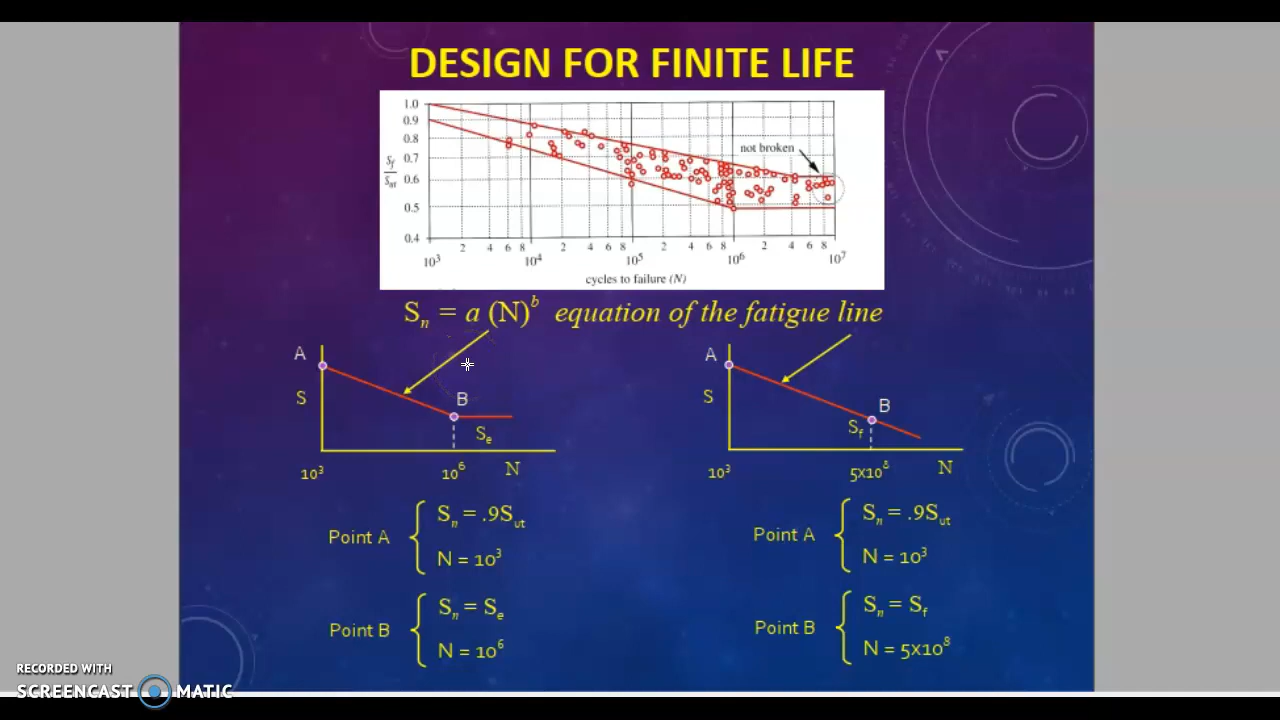 DESIGN FOR FINITE LIFE
1.0
0.9
0.8
0.7
0.6
0.5
0.4
Sf
Sut
not broken
2 4 6 8 2 4 6 8 2 4 6 8 2 4 6 8
10³ 10⁴ 10⁵ 10⁶ 10⁷
cycles to failure (N)
Sₙ = a (N)ᵇ equation of the fatigue line
A
S
B
Sₑ
10³ 10⁶ N
Point A
Sₙ = .9Sut
N = 10³
Point B
Sₙ = Sₑ
N = 10⁶
A
S
B
Sf
10³ 5x10⁸ N
Point A
Sₙ = .9Sut
N = 10³
Point B
Sₙ = Sf
N = 5x10⁸
RECORDED WITH
SCREENCAST MATIC